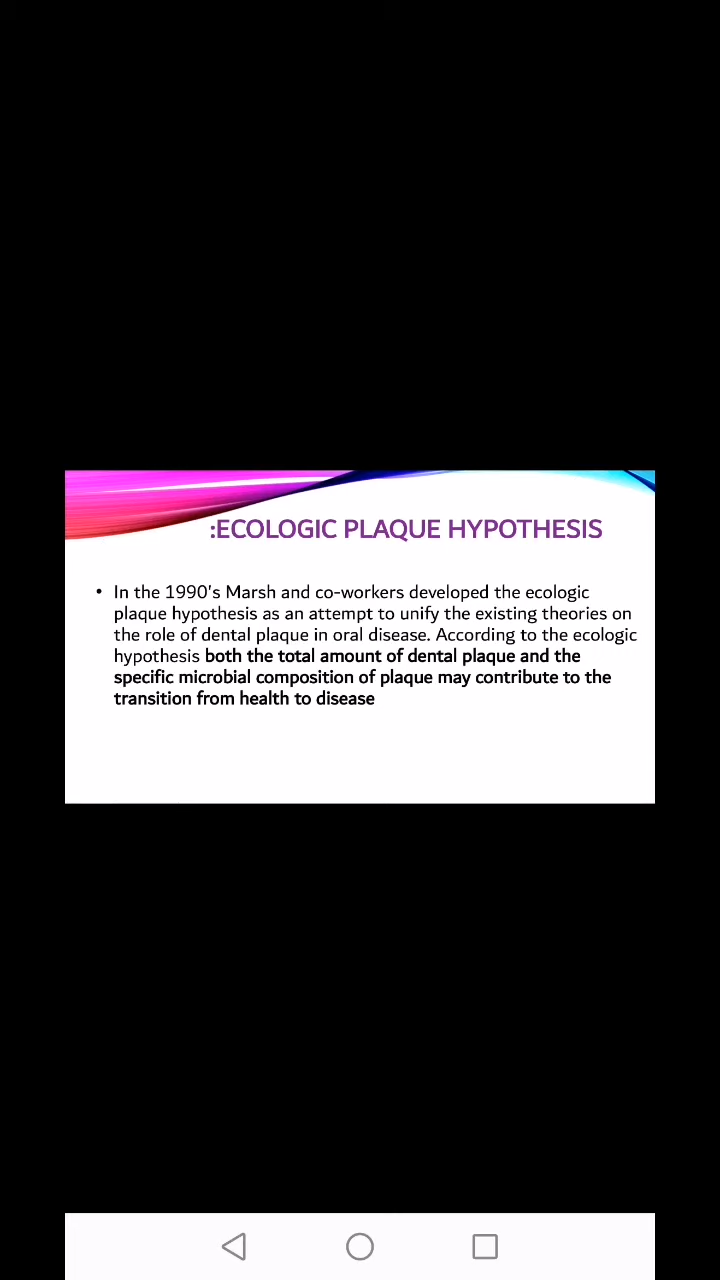 :ECOLOGIC PLAQUE HYPOTHESIS
• In the 1990's Marsh and co-workers developed the ecologic
plaque hypothesis as an attempt to unify the existing theories on
the role of dental plaque in oral disease. According to the ecologic
hypothesis both the total amount of dental plaque and the
specific microbial composition of plaque may contribute to the
transition from health to disease